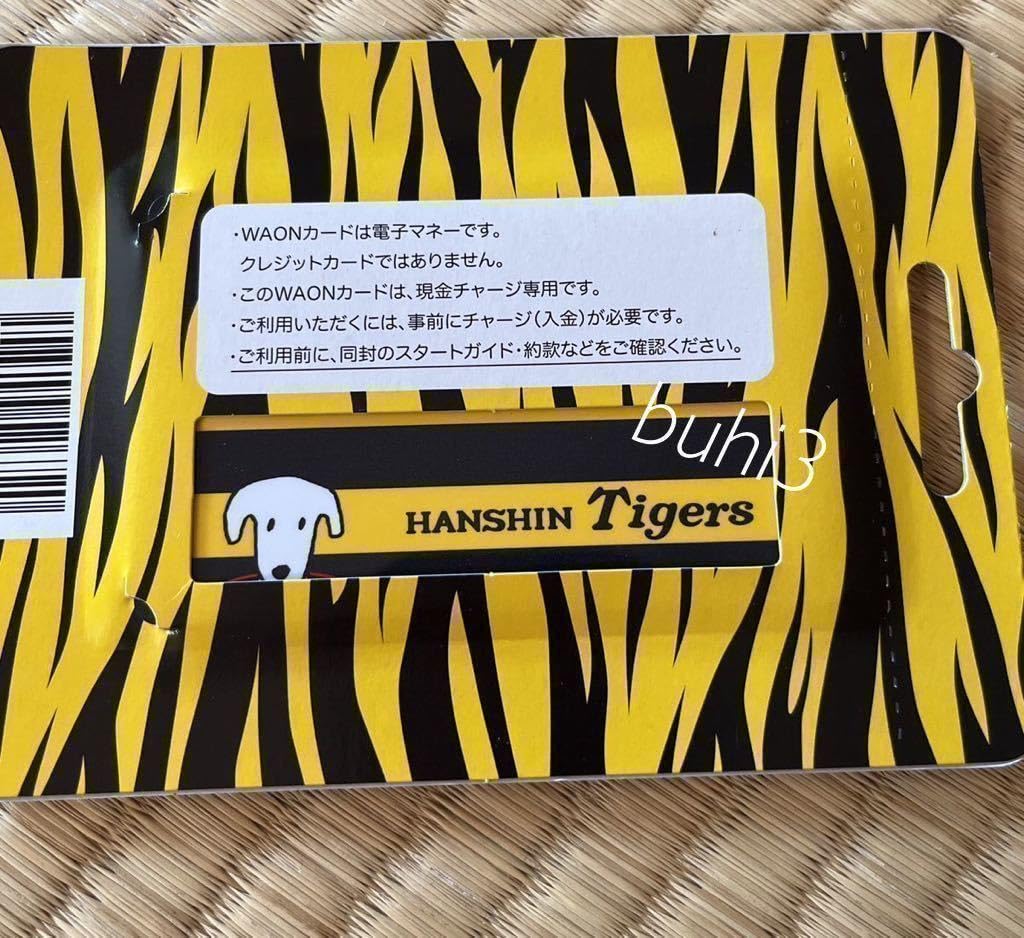 ・WAONカードは電子マネーです。
クレジットカードではありません。
・このWAONカードは、現金チャージ専用です。
・ご利用いただくには、事前にチャージ(入金)が必要です。
・ご利用前に、同封のスタートガイド・約款などをご確認ください。
buhi3
HANSHIN Tigers